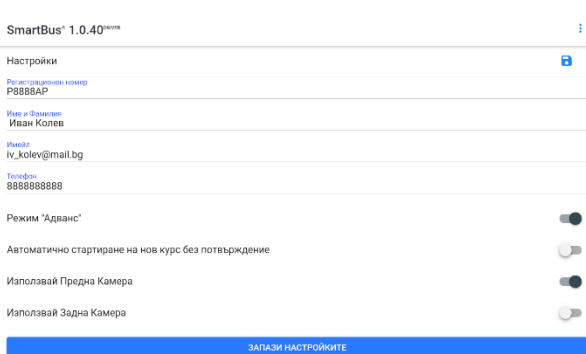 SmartBus® 1.0.40
Настройки
Регистрационен номер
P8888AP
Име и Фамилия
Иван Колев
Имейл
iv_kolev@mail.bg
Телефон
8888888888
Режим "Адванс"
Автоматично стартиране на нов курс без потвърждение
Използвай Предна Камера
Използвай Задна Камера
ЗАПАЗИ НАСТРОЙКИТЕ